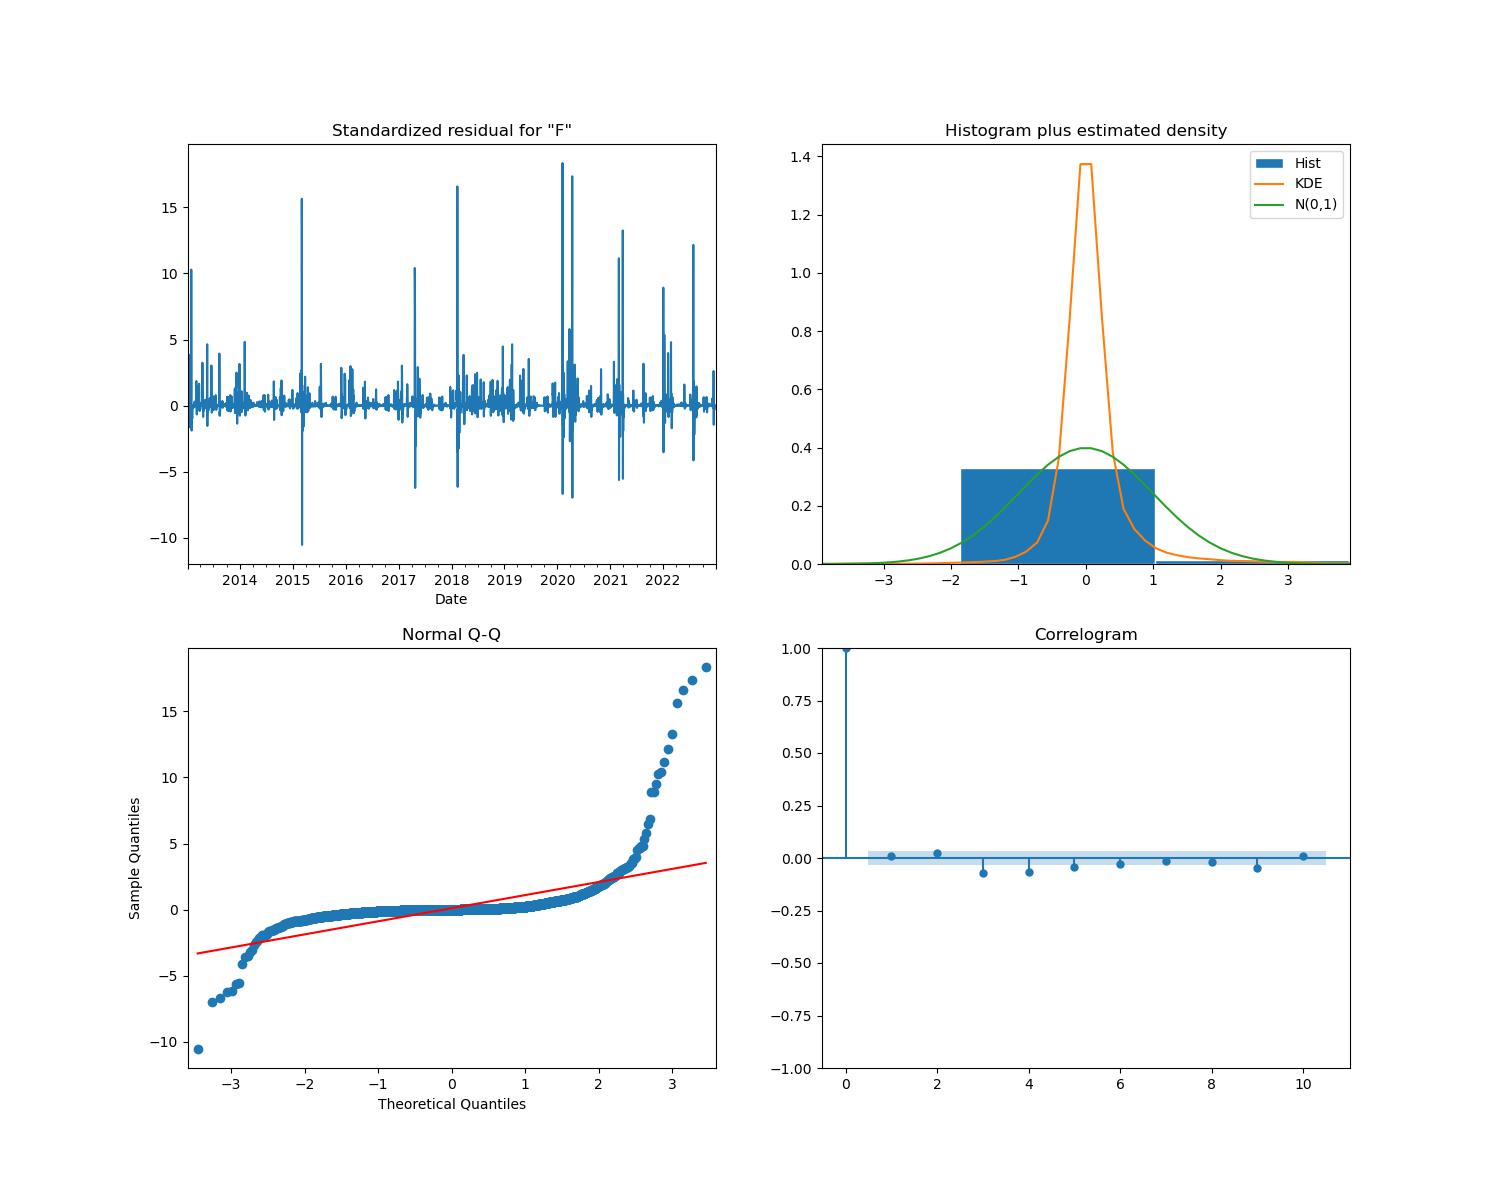 Standardized residual for "F"
15
10
5
0
−5
−10
2014 2015 2016 2017 2018 2019 2020 2021 2022
Date
Histogram plus estimated density
1.4
1.2
1.0
0.8
0.6
0.4
0.2
0.0
−3 −2 −1 0 1 2 3
Hist
KDE
N(0,1)
Normal Q-Q
Sample Quantiles
15
10
5
0
−5
−10
−3 −2 −1 0 1 2 3
Theoretical Quantiles
Correlogram
1.00
0.75
0.50
0.25
0.00
−0.25
−0.50
−0.75
−1.00
0 2 4 6 8 10